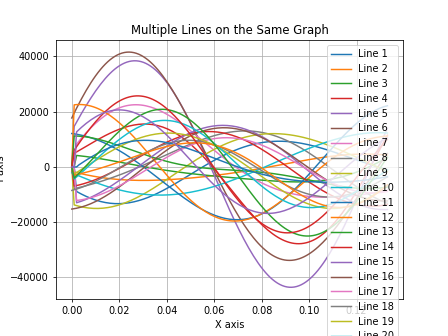 Multiple Lines on the Same Graph
40000
20000
0
-20000
-40000
0.00
0.02
0.04
0.06
0.08
0.10
X axis
axis
Line 1
Line 2
Line 3
Line 4
Line 5
Line 6
Line 7
Line 8
Line 9
Line 10
Line 11
Line 12
Line 13
Line 14
Line 15
Line 16
Line 17
Line 18
Line 19
Line 20